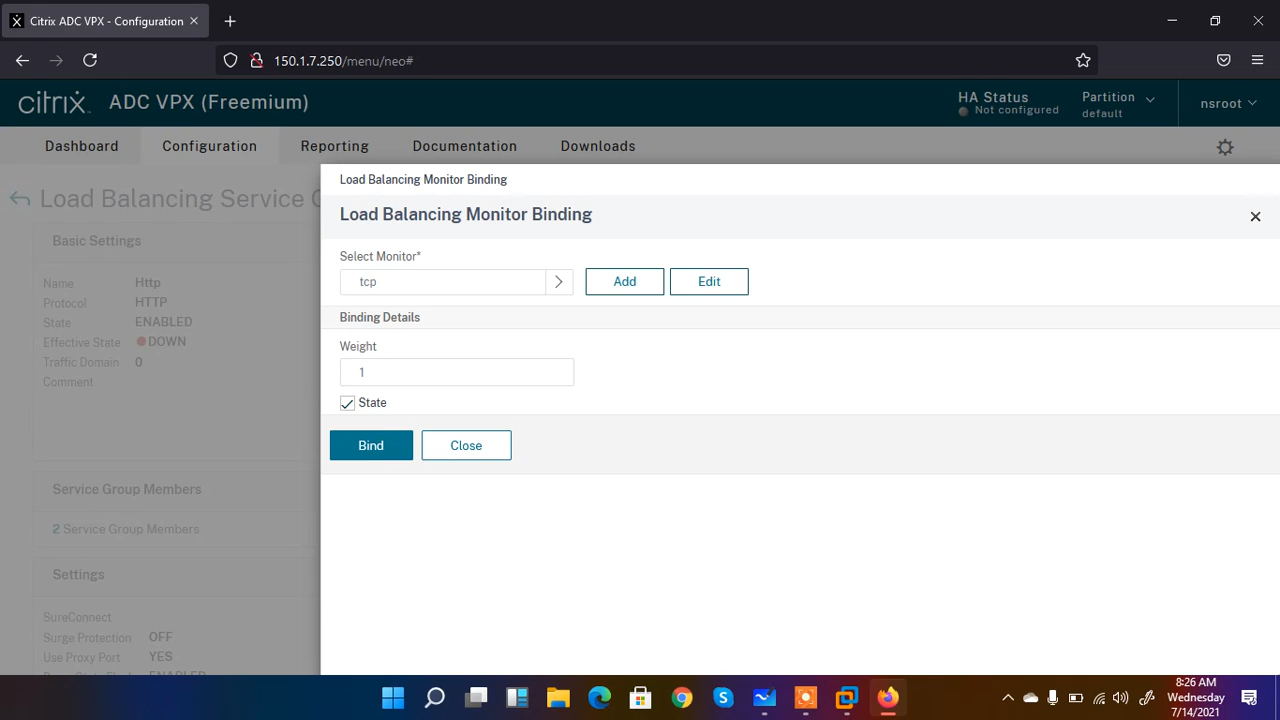 Citrix ADC VPX - Configuration
150.1.7.250/menu/neo#
citrix ADC VPX (Freemium)
HA Status
Not configured
Partition
default
nsroot
Dashboard Configuration Reporting Documentation Downloads
Load Balancing Service G
Basic Settings
Name Http
Protocol HTTP
State ENABLED
Effective State DOWN
Traffic Domain 0
Comment
Service Group Members
2 Service Group Members
Settings
SureConnect
Surge Protection OFF
Use Proxy Port YES
Load Balancing Monitor Binding
Load Balancing Monitor Binding
Select Monitor*
tcp
Add Edit
Binding Details
Weight
1
State
Bind Close
8:26 AM
Wednesday
7/14/2021